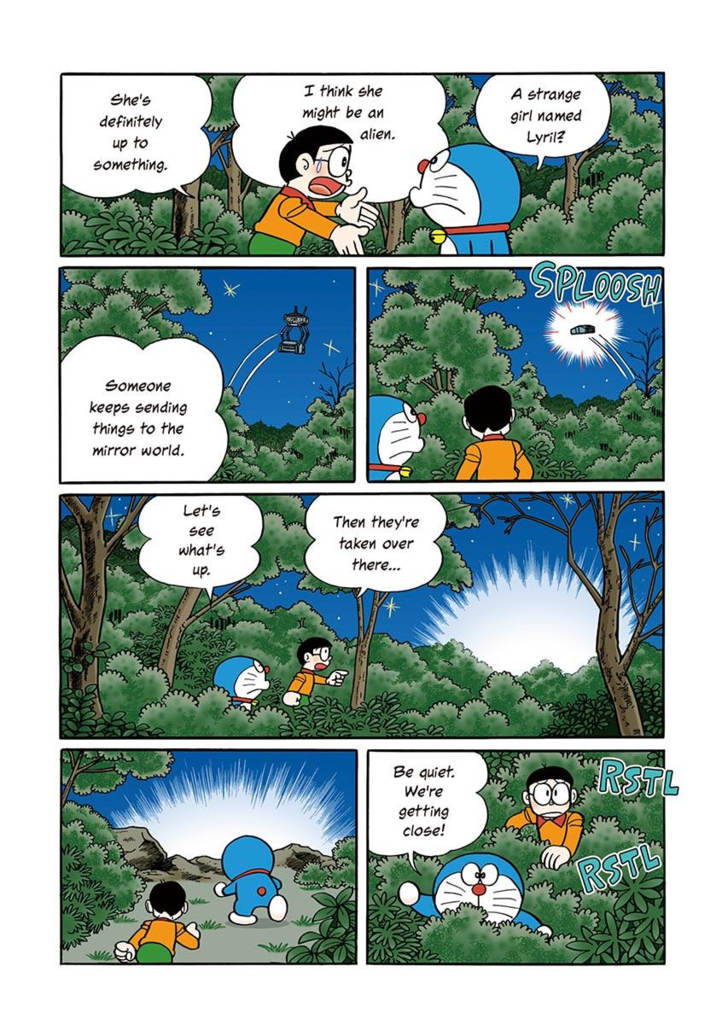 She's
definitely
up to
something.
I think she
might be an
alien.
A strange
girl named
Lyril?
Someone
keeps sending
things to the
mirror world.
SPLOOSH
Let's
see
what's
up.
Then they're
taken over
there...
Be quiet.
We're
getting
close!
RSTL
RSTL